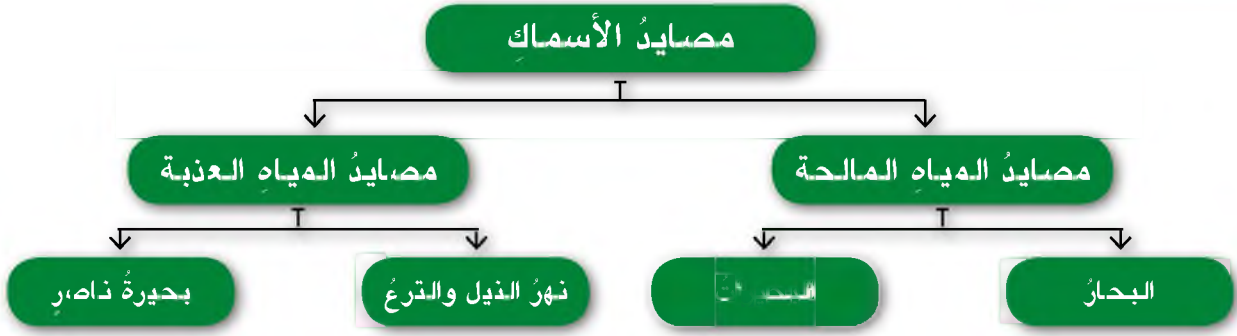 مصايدُ الأسماكِ
مصايدُ المياهِ المالحة
مصايدُ المياهِ العذبة
البحارُ
نهرُ النيل والترعُ
بحيرةُ ناصرٍ